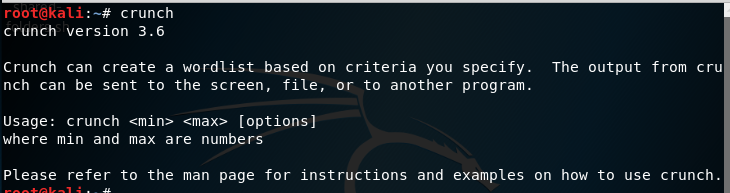 root@kali:~# crunch
crunch version 3.6
Crunch can create a wordlist based on criteria you specify.  The output from cru
nch can be sent to the screen, file, or to another program.
Usage: crunch <min> <max> [options]
where min and max are numbers
Please refer to the man page for instructions and examples on how to use crunch.
root@kali:~#